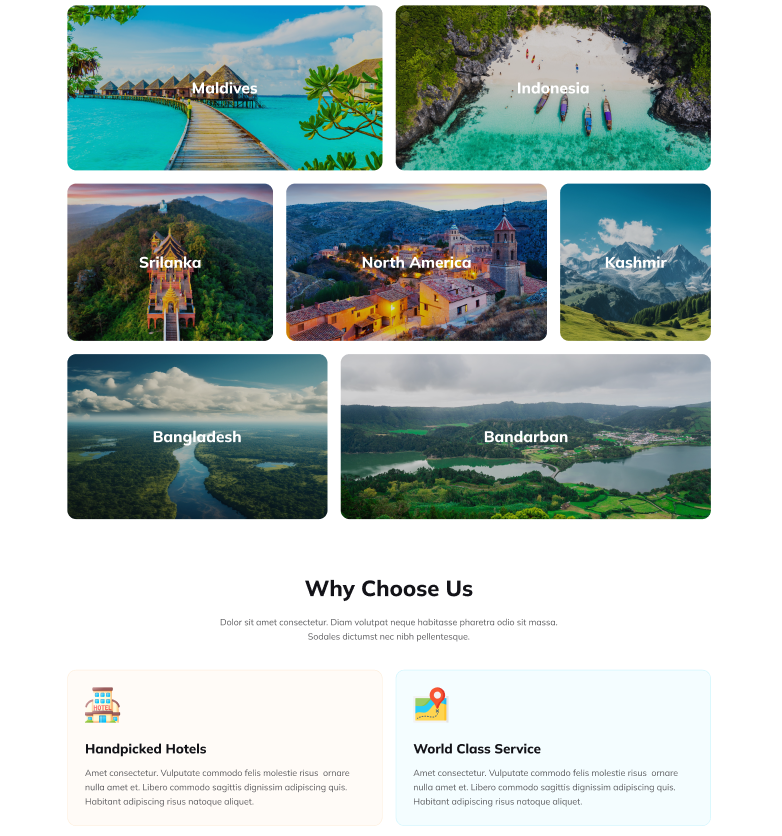 Maldives
Indonesia
Srilanka
North America
Kashmir
Bangladesh
Bandarban
Why Choose Us
Dolor sit amet consectetur. Diam volutpat neque habitasse pharetra odio sit massa.
Sodales dictumst nec nibh pellentesque.
HOTEL
Handpicked Hotels
Amet consectetur. Vulputate commodo felis molestie risus  ornare
nulla amet et. Libero commodo sagittis dignissim adipiscing quis.
Habitant adipiscing risus natoque aliquet.
World Class Service
Amet consectetur. Vulputate commodo felis molestie risus  ornare
nulla amet et. Libero commodo sagittis dignissim adipiscing quis.
Habitant adipiscing risus natoque aliquet.